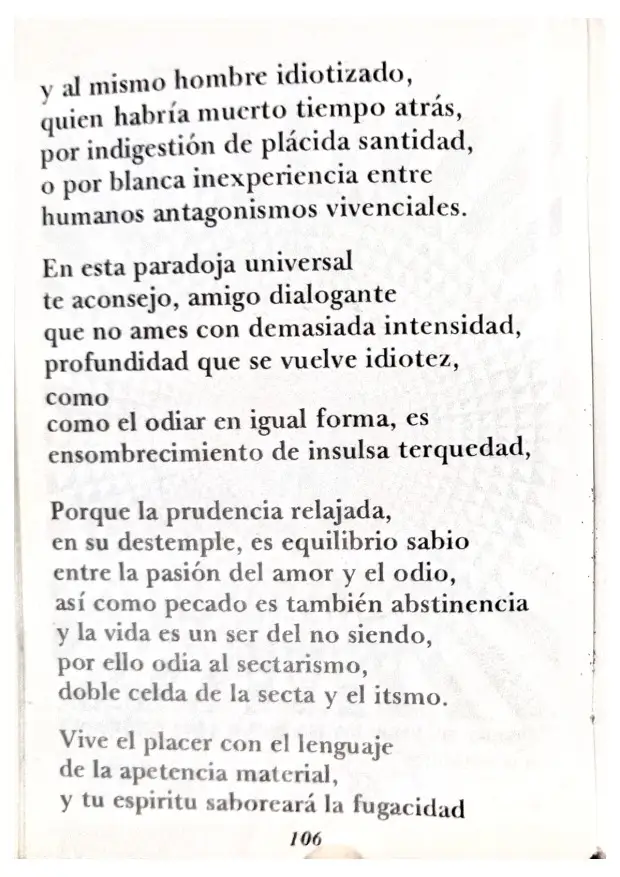 y al mismo hombre idiotizado,
quien habría muerto tiempo atrás,
por indigestión de plácida santidad,
o por blanca inexperiencia entre
humanos antagonismos vivenciales.
En esta paradoja universal
te aconsejo, amigo dialogante
que no ames con demasiada intensidad,
profundidad que se vuelve idiotez,
como
como el odiar en igual forma, es
ensombrecimiento de insulsa terquedad,
Porque la prudencia relajada,
en su destemple, es equilibrio sabio
entre la pasión del amor y el odio,
así como pecado es también abstinencia
y la vida es un ser del no siendo,
por ello odia al sectarismo,
doble celda de la secta y el itsmo.
Vive el placer con el lenguaje
de la apetencia material,
y tu espiritu saboreará la fugacidad
106